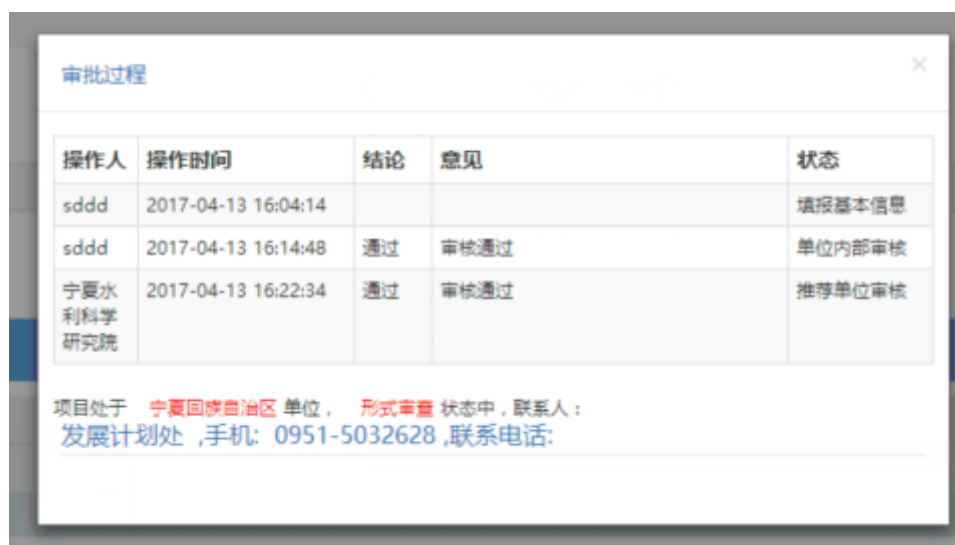 审批过程 ×
操作人 操作时间 结论 意见 状态
sddd 2017-04-13 16:04:14 填报基本信息
sddd 2017-04-13 16:14:48 通过 审核通过 单位内部审核
宁夏水 2017-04-13 16:22:34 通过 审核通过 推荐单位审核
利科学
研究院
项目处于 宁夏回族自治区 单位， 形式审查 状态中，联系人：
发展计划处 ,手机: 0951-5032628 ,联系电话: